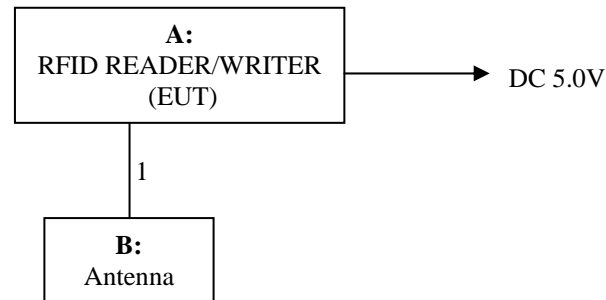 A:
RFID READER/WRITER
(EUT)
DC 5.0V
1
B:
Antenna